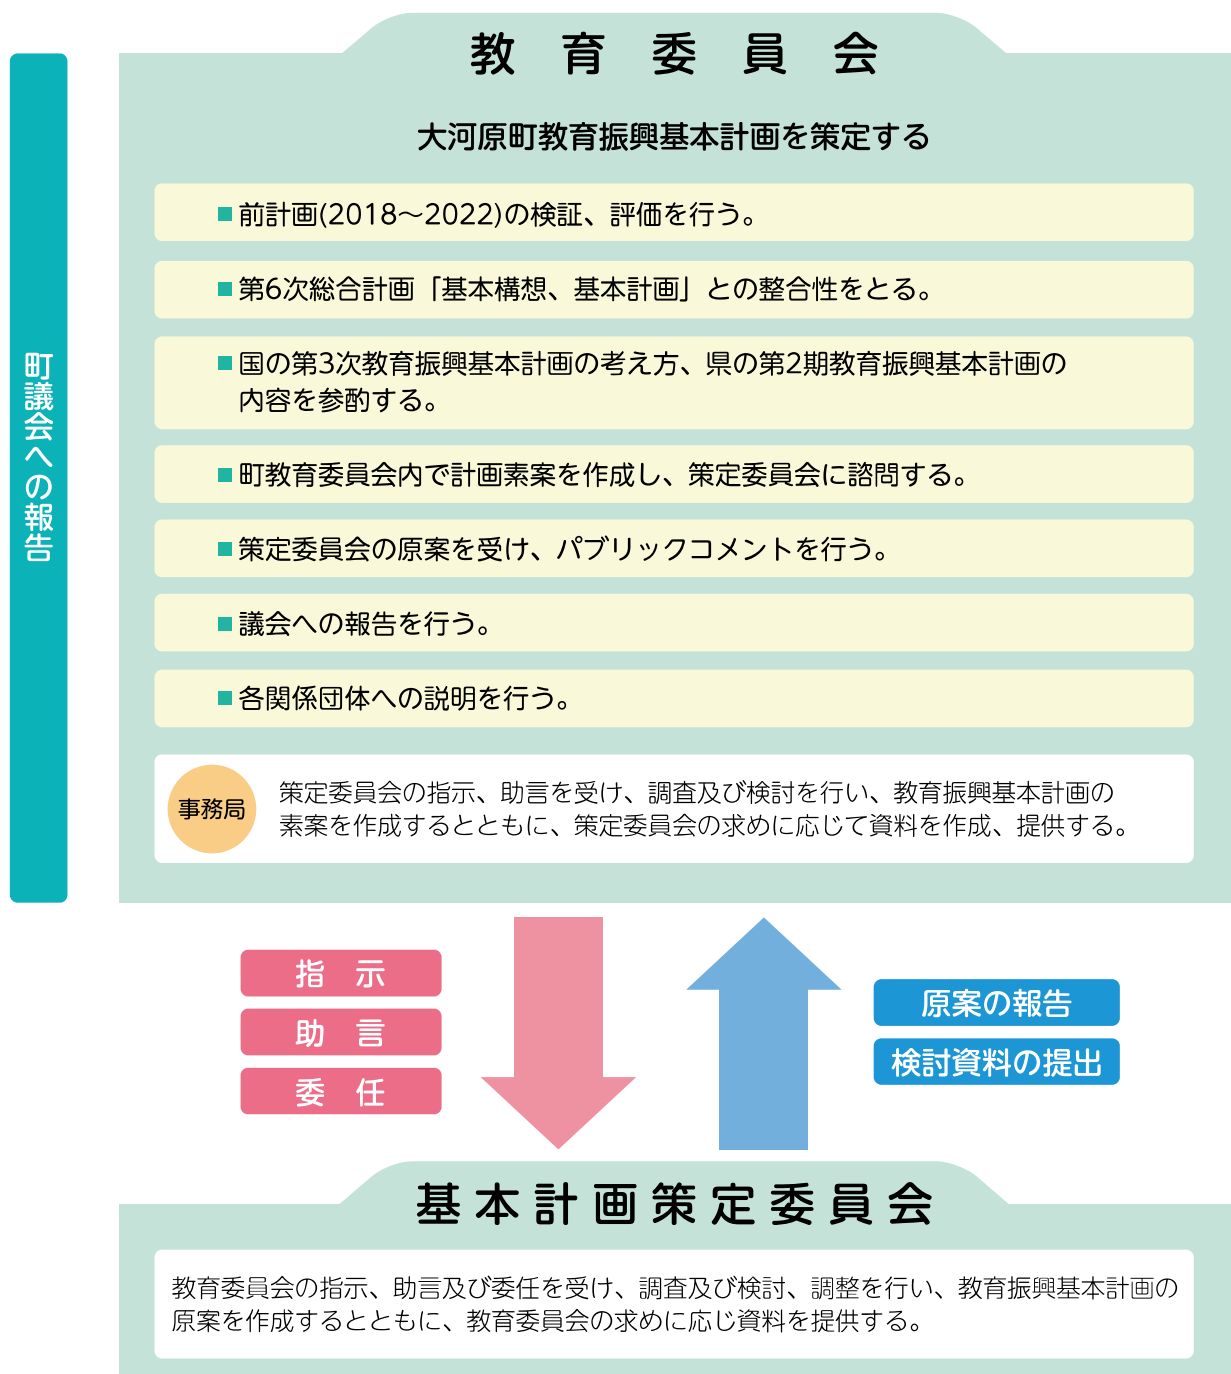 教育委員会
大河原町教育振興基本計画を策定する
町議会への報告
■前計画(2018～2022)の検証、評価を行う。
■第6次総合計画「基本構想、基本計画」との整合性をとる。
■国の第3次教育振興基本計画の考え方、県の第2期教育振興基本計画の
内容を参酌する。
■町教育委員会内で計画素案を作成し、策定委員会に諮問する。
■策定委員会の原案を受け、パブリックコメントを行う。
■議会への報告を行う。
■各関係団体への説明を行う。
事務局
策定委員会の指示、助言を受け、調査及び検討を行い、教育振興基本計画の
素案を作成するとともに、策定委員会の求めに応じて資料を作成、提供する。
指　示
助　言
委　任
原案の報告
検討資料の提出
基本計画策定委員会
教育委員会の指示、助言及び委任を受け、調査及び検討、調整を行い、教育振興基本計画の
原案を作成するとともに、教育委員会の求めに応じ資料を提供する。